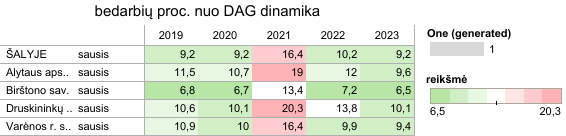 bedarbių proc. nuo DAG dinamika
2019 2020 2021 2022 2023
ŠALYJE sausis 9,2 9,2 16,4 10,2 9,2
Alytaus aps.. sausis 11,5 10,7 19 12 9,6
Birštono sav. sausis 6,8 6,7 13,4 7,2 6,5
Druskininkų .. sausis 10,6 10,1 20,3 13,8 10,1
Varėnos r. s.. sausis 10,9 10 16,4 9,9 9,4
One (generated)
1
reikšmė
6,5 20,3